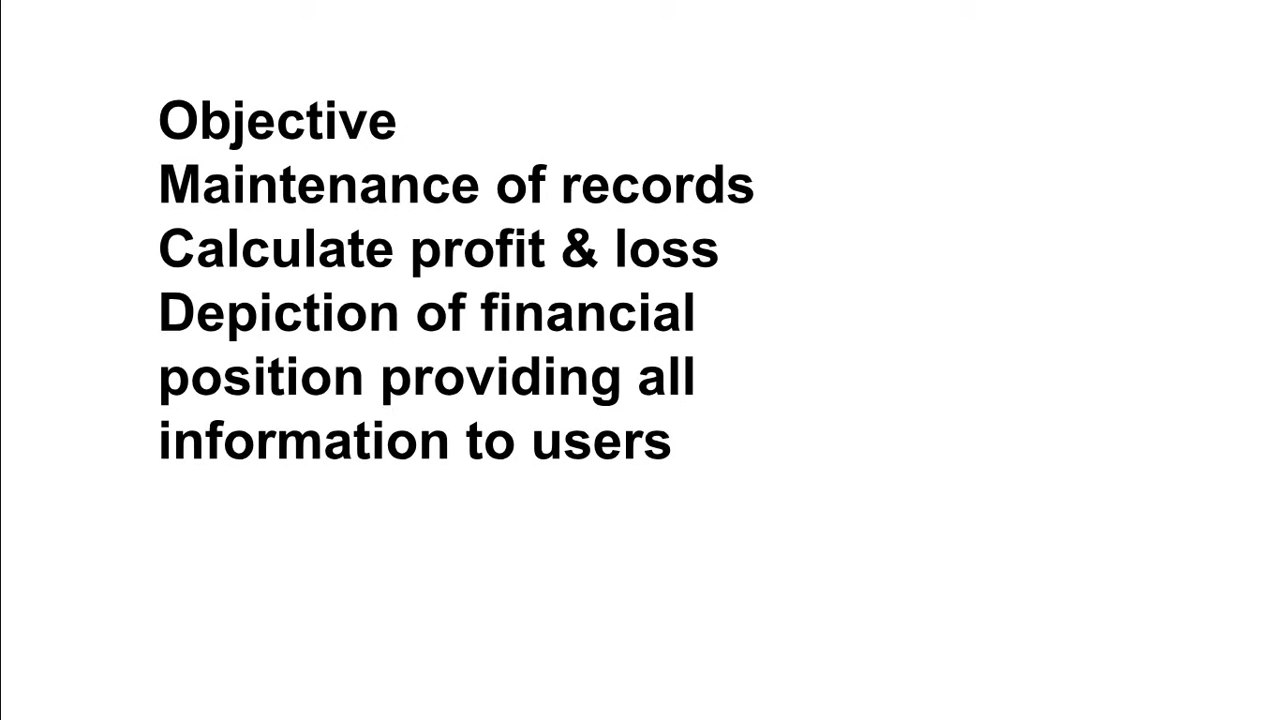 Objective
Maintenance of records
Calculate profit & loss
Depiction of financial
position providing all
information to users